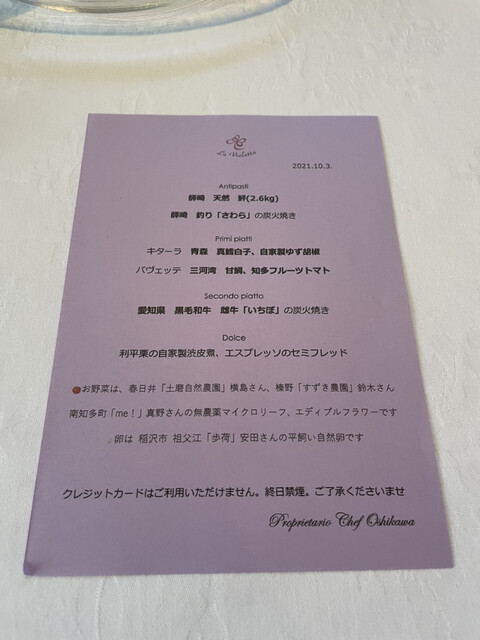 La Violetta
2021.10.3.
Antipasti
師崎 天然 鮃(2.6kg)
師崎 釣り「さわら」の炭火焼き
Primi piatti
キターラ 青森 真鱈白子、自家製ゆず胡椒
バヴェッテ 三河湾 甘鯛、知多フルーツトマト
Secondo piatto
愛知県 黒毛和牛 雌牛「いちぼ」の炭火焼き
Dolce
利平栗の自家製渋皮煮、エスプレッソのセミフレッド
お野菜は、春日井「土磨自然農園」横島さん、榛野「すずき農園」鈴木さん
南知多町「me!」真野さんの無農薬マイクロリーフ、エディブルフラワーです
卵は 稲沢市 祖父江「歩荷」安田さんの平飼い自然卵です
クレジットカードはご利用いただけません。終日禁煙。ご了承くださいませ
Proprietario Chef Oshikawa